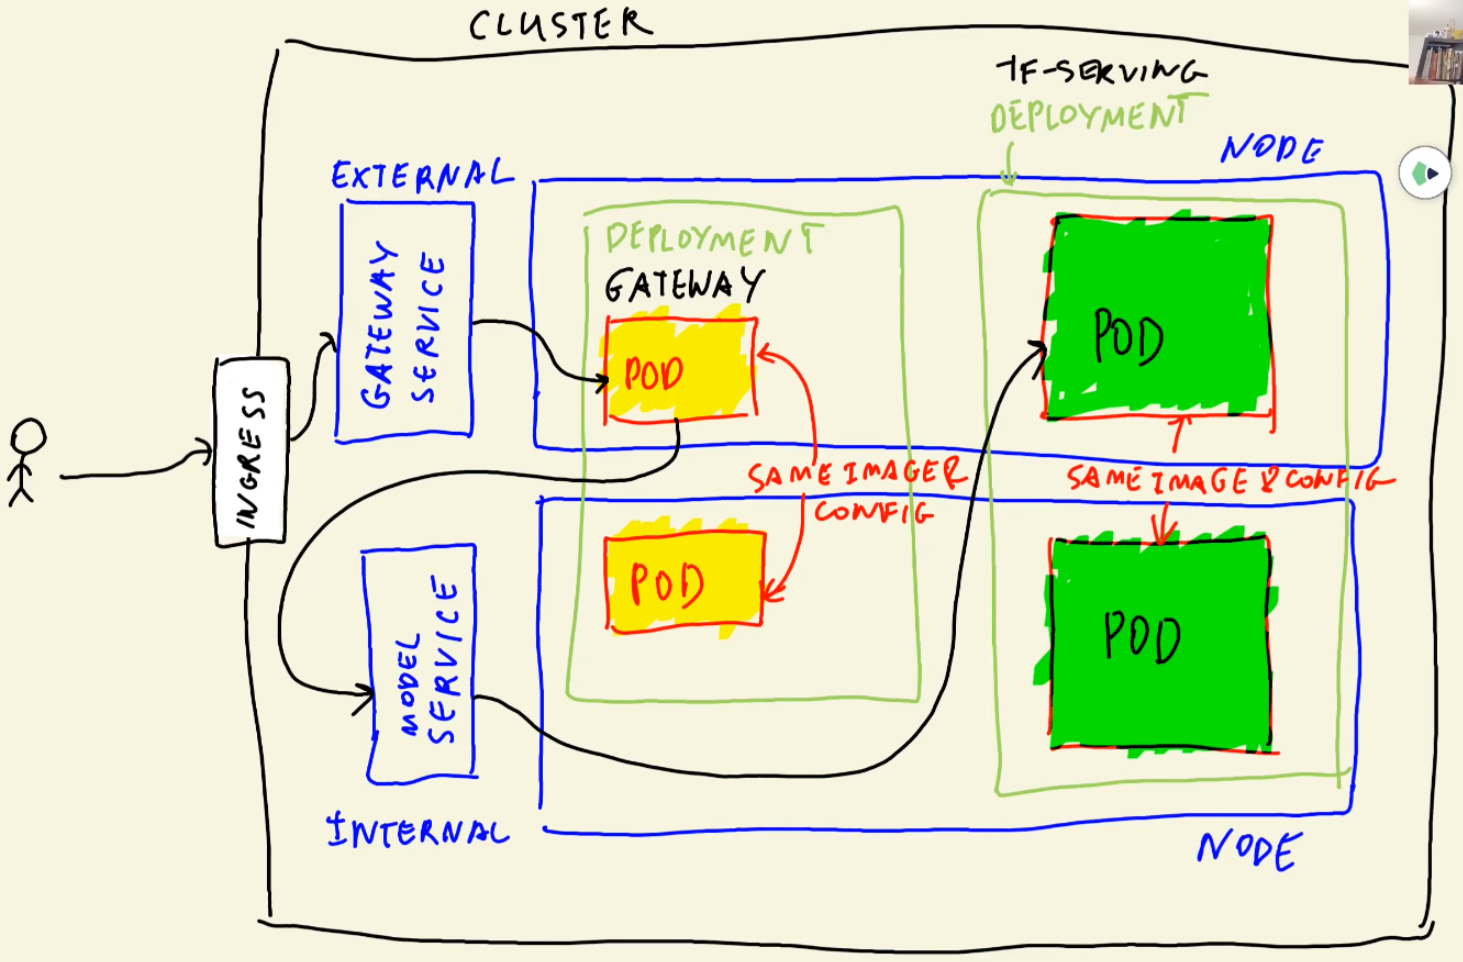 CLUSTER
TF-SERVING
DEPLOYMENT
NODE
EXTERNAL
GATEWAY
SERVICE
DEPLOYMENT
GATEWAY
POD
POD
INGRESS
SAME IMAGE &
CONFIG
SAME IMAGE & CONFIG
POD
POD
MODEL
SERVICE
INTERNAL
NODE